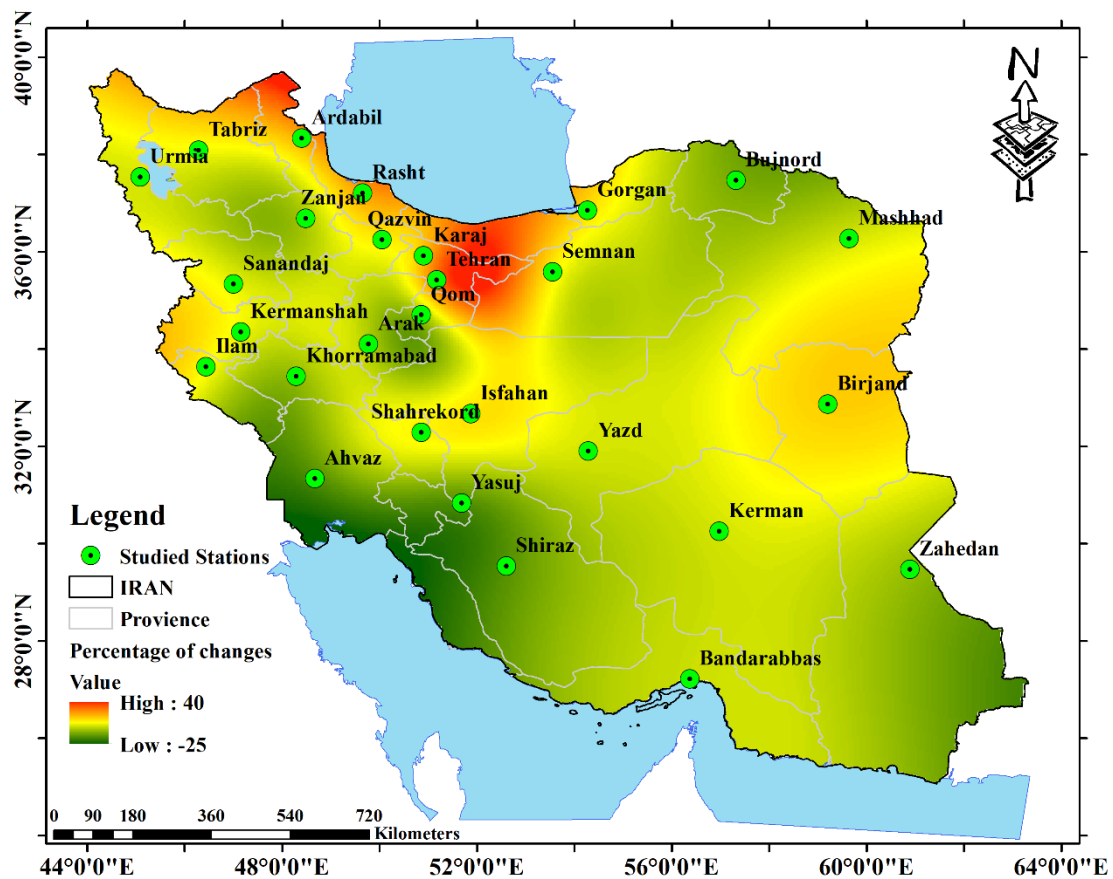 40°0'0"N
36°0'0"N
32°0'0"N
28°0'0"N
N
Ardabil
Tabriz
Urmia
Rasht
Bujnord
Zanjan
Gorgan
Qazvin
Mashhad
Karaj
Tehran
Semnan
Sanandaj
Qom
Kermanshah
Arak
Ilam
Khorramabad
Birjand
Isfahan
Shahrekord
Yazd
Ahvaz
Yasuj
Kerman
Shiraz
Zahedan
Bandarabbas
Legend
Studied Stations
IRAN
Provience
Percentage of changes
Value
High : 40
Low : -25
0 90 180 360 540 720
Kilometers
44°0'0"E 48°0'0"E 52°0'0"E 56°0'0"E 60°0'0"E 64°0'0"E